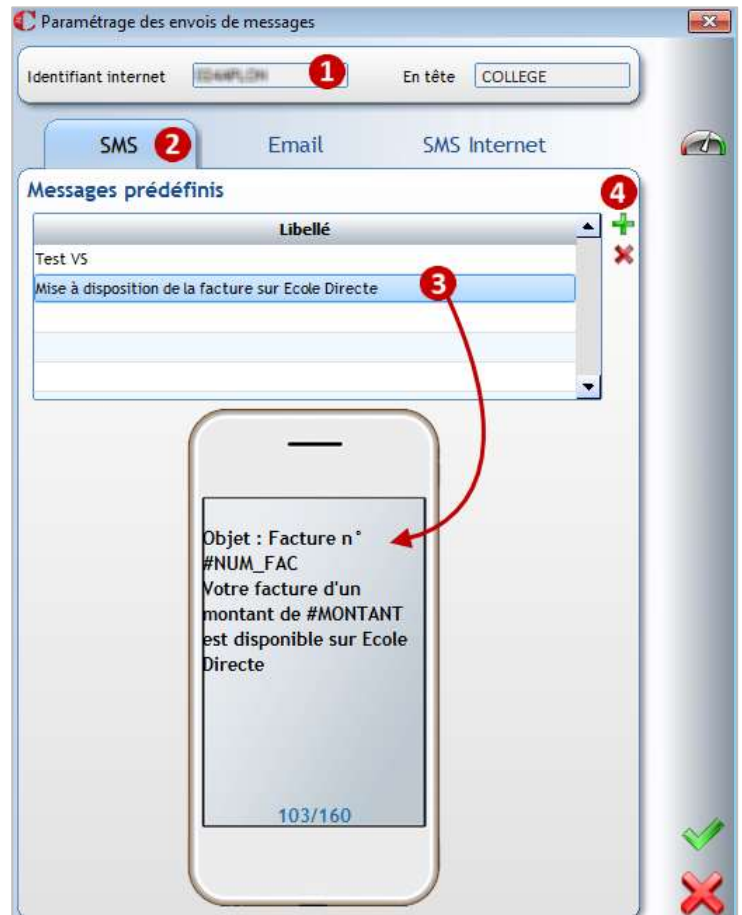 Paramétrage des envois de messages
Identifiant internet 1 En tête COLLEGE
SMS 2 Email SMS Internet
Messages prédéfinis 4
Libellé
Test VS
Mise à disposition de la facture sur Ecole Directe 3
Objet : Facture n°
#NUM_FAC
Votre facture d'un
montant de #MONTANT
est disponible sur Ecole
Directe
103/160